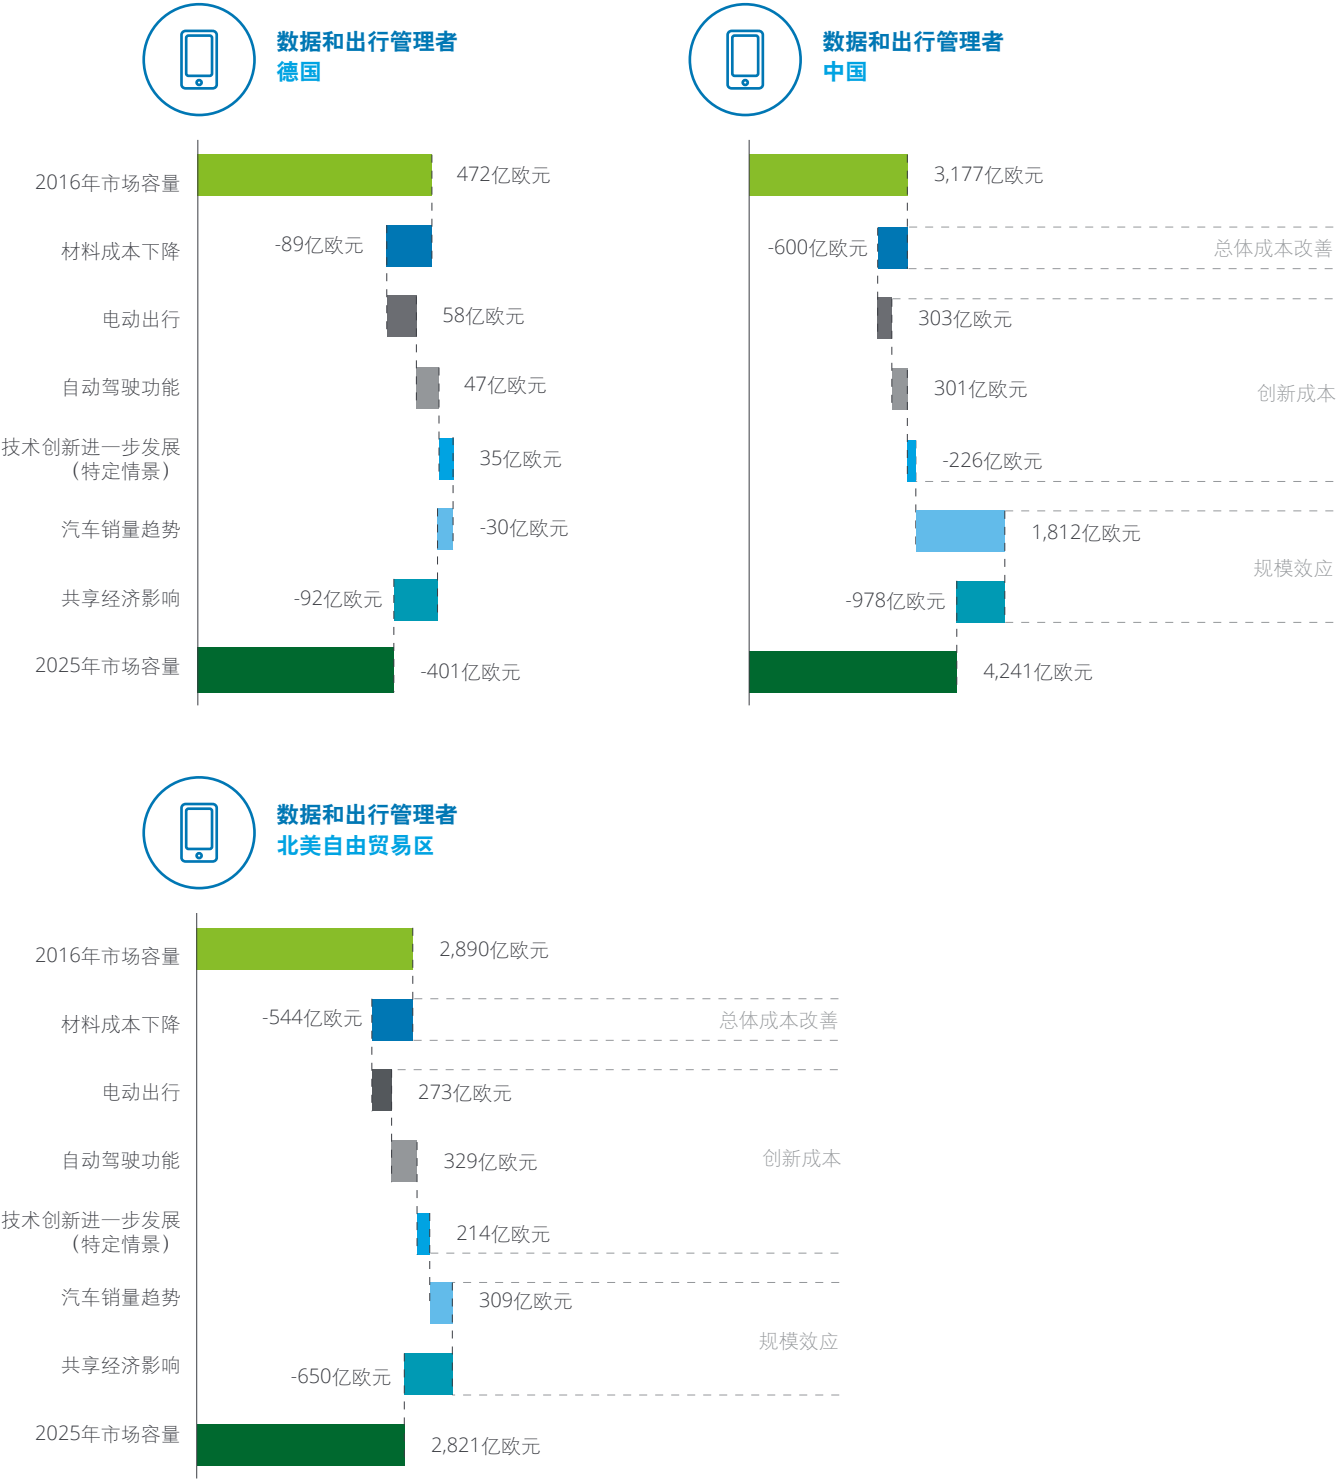 数据和出行管理者
德国
2016年市场容量
472亿欧元
材料成本下降
-89亿欧元
电动出行
58亿欧元
自动驾驶功能
47亿欧元
技术创新进一步发展
（特定情景）
35亿欧元
汽车销量趋势
-30亿欧元
共享经济影响
-92亿欧元
2025年市场容量
-401亿欧元
数据和出行管理者
中国
3,177亿欧元
-600亿欧元
总体成本改善
303亿欧元
301亿欧元
创新成本
-226亿欧元
1,812亿欧元
规模效应
-978亿欧元
4,241亿欧元
数据和出行管理者
北美自由贸易区
2016年市场容量
2,890亿欧元
材料成本下降
-544亿欧元
总体成本改善
电动出行
273亿欧元
自动驾驶功能
329亿欧元
创新成本
技术创新进一步发展
（特定情景）
214亿欧元
汽车销量趋势
309亿欧元
规模效应
共享经济影响
-650亿欧元
2025年市场容量
2,821亿欧元